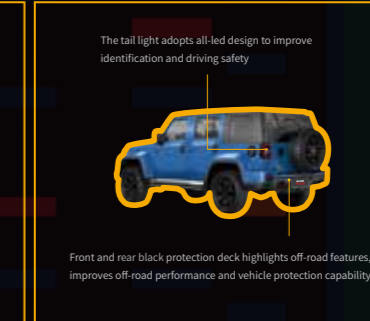 The tail light adopts all-led design to improve
identification and driving safety
Front and rear black protection deck highlights off-road features,
improves off-road performance and vehicle protection capability